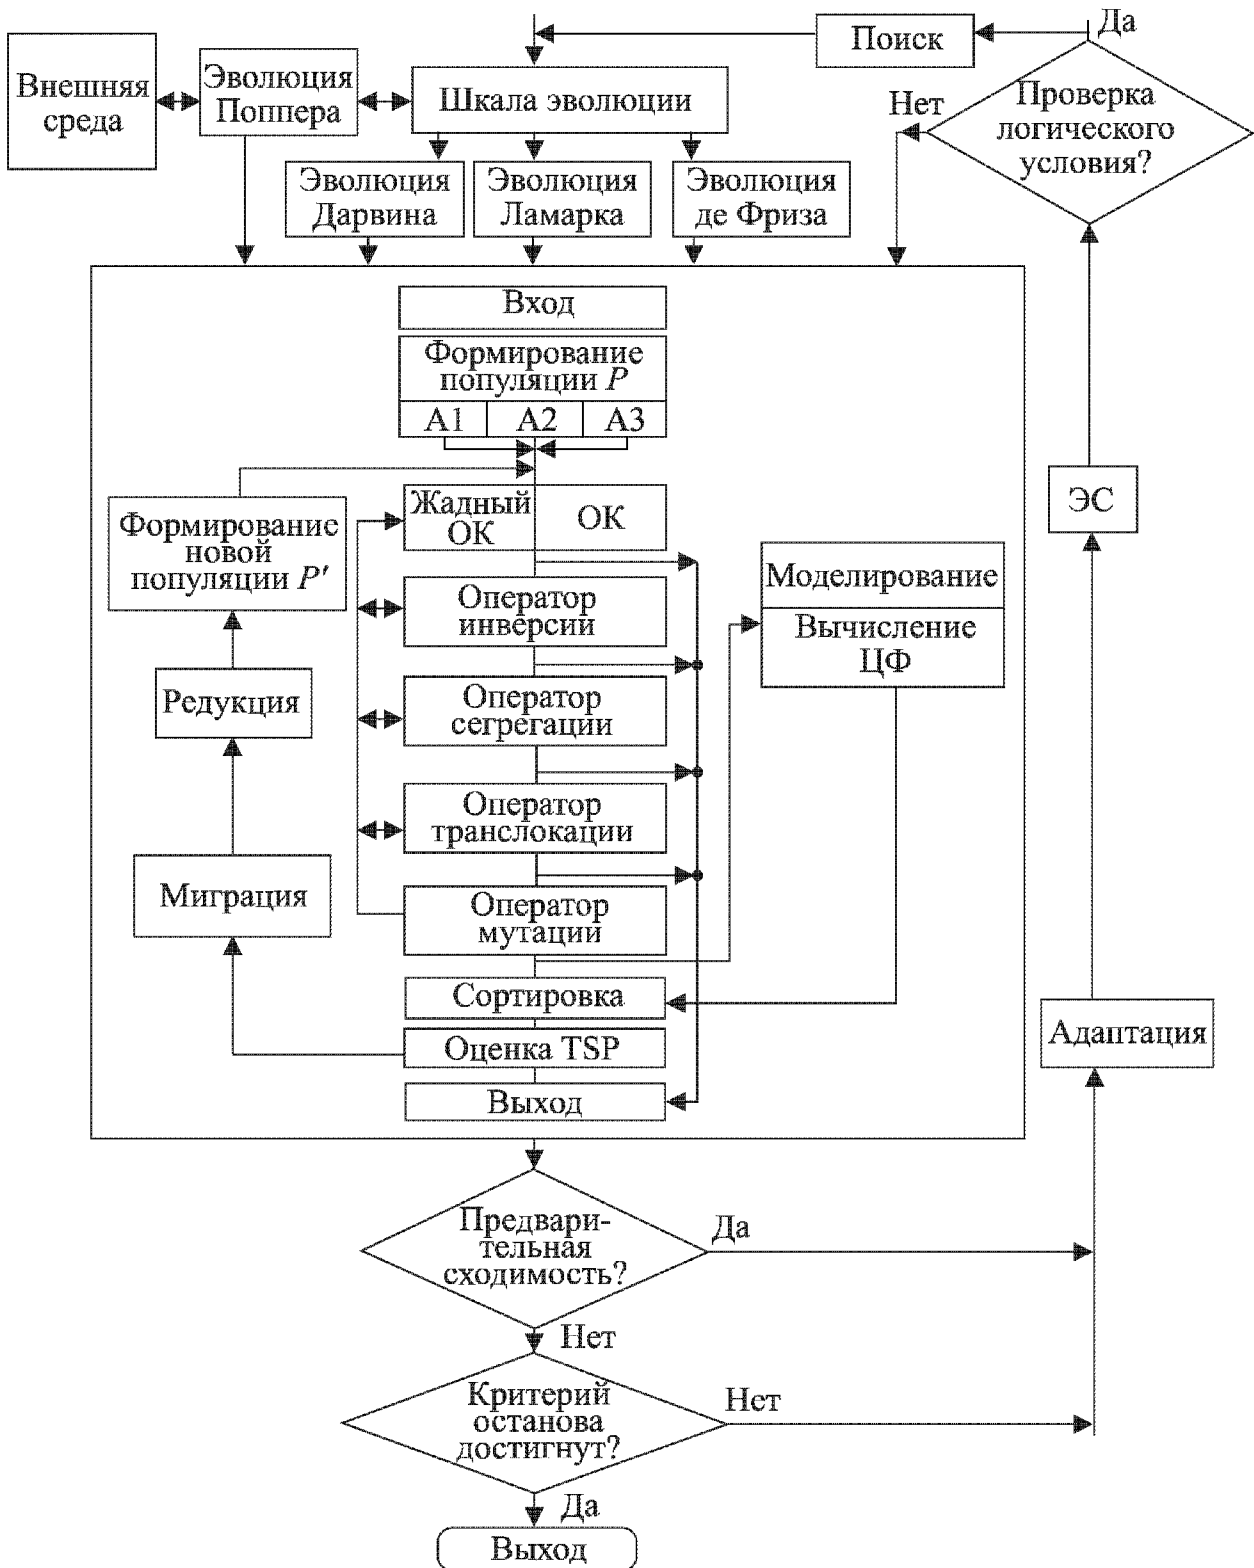 Да
Поиск
Внешняя
среда
Эволюция
Поппера
Шкала эволюции
Нет
Проверка
логического
условия?
Эволюция
Дарвина
Эволюция
Ламарка
Эволюция
де Фриза
Вход
Формирование
популяции P
А1
А2
А3
Жадный
ОК
ОК
ЭС
Формирование
новой
популяции P'
Моделирование
Вычисление
ЦФ
Оператор
инверсии
Редукция
Оператор
сегрегации
Оператор
транслокации
Миграция
Оператор
мутации
Сортировка
Адаптация
Оценка TSP
Выход
Предвари-
тельная
сходимость?
Да
Нет
Критерий
останова
достигнут?
Нет
Да
Выход